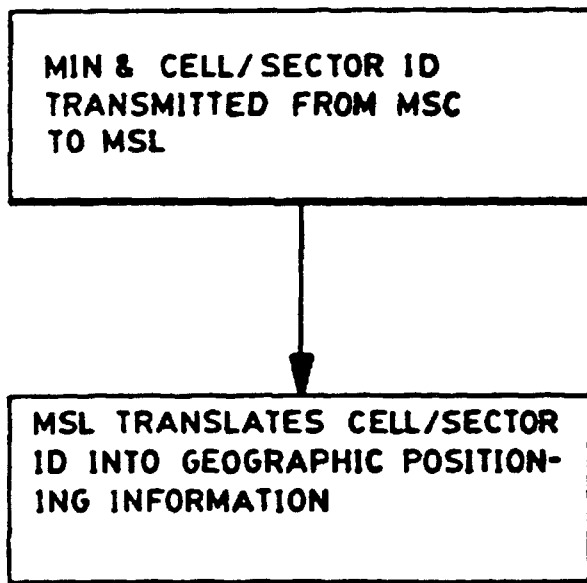 MIN & CELL/SECTOR ID
TRANSMITTED FROM MSC
TO MSL
MSL TRANSLATES CELL/SECTOR
ID INTO GEOGRAPHIC POSITION-
ING INFORMATION